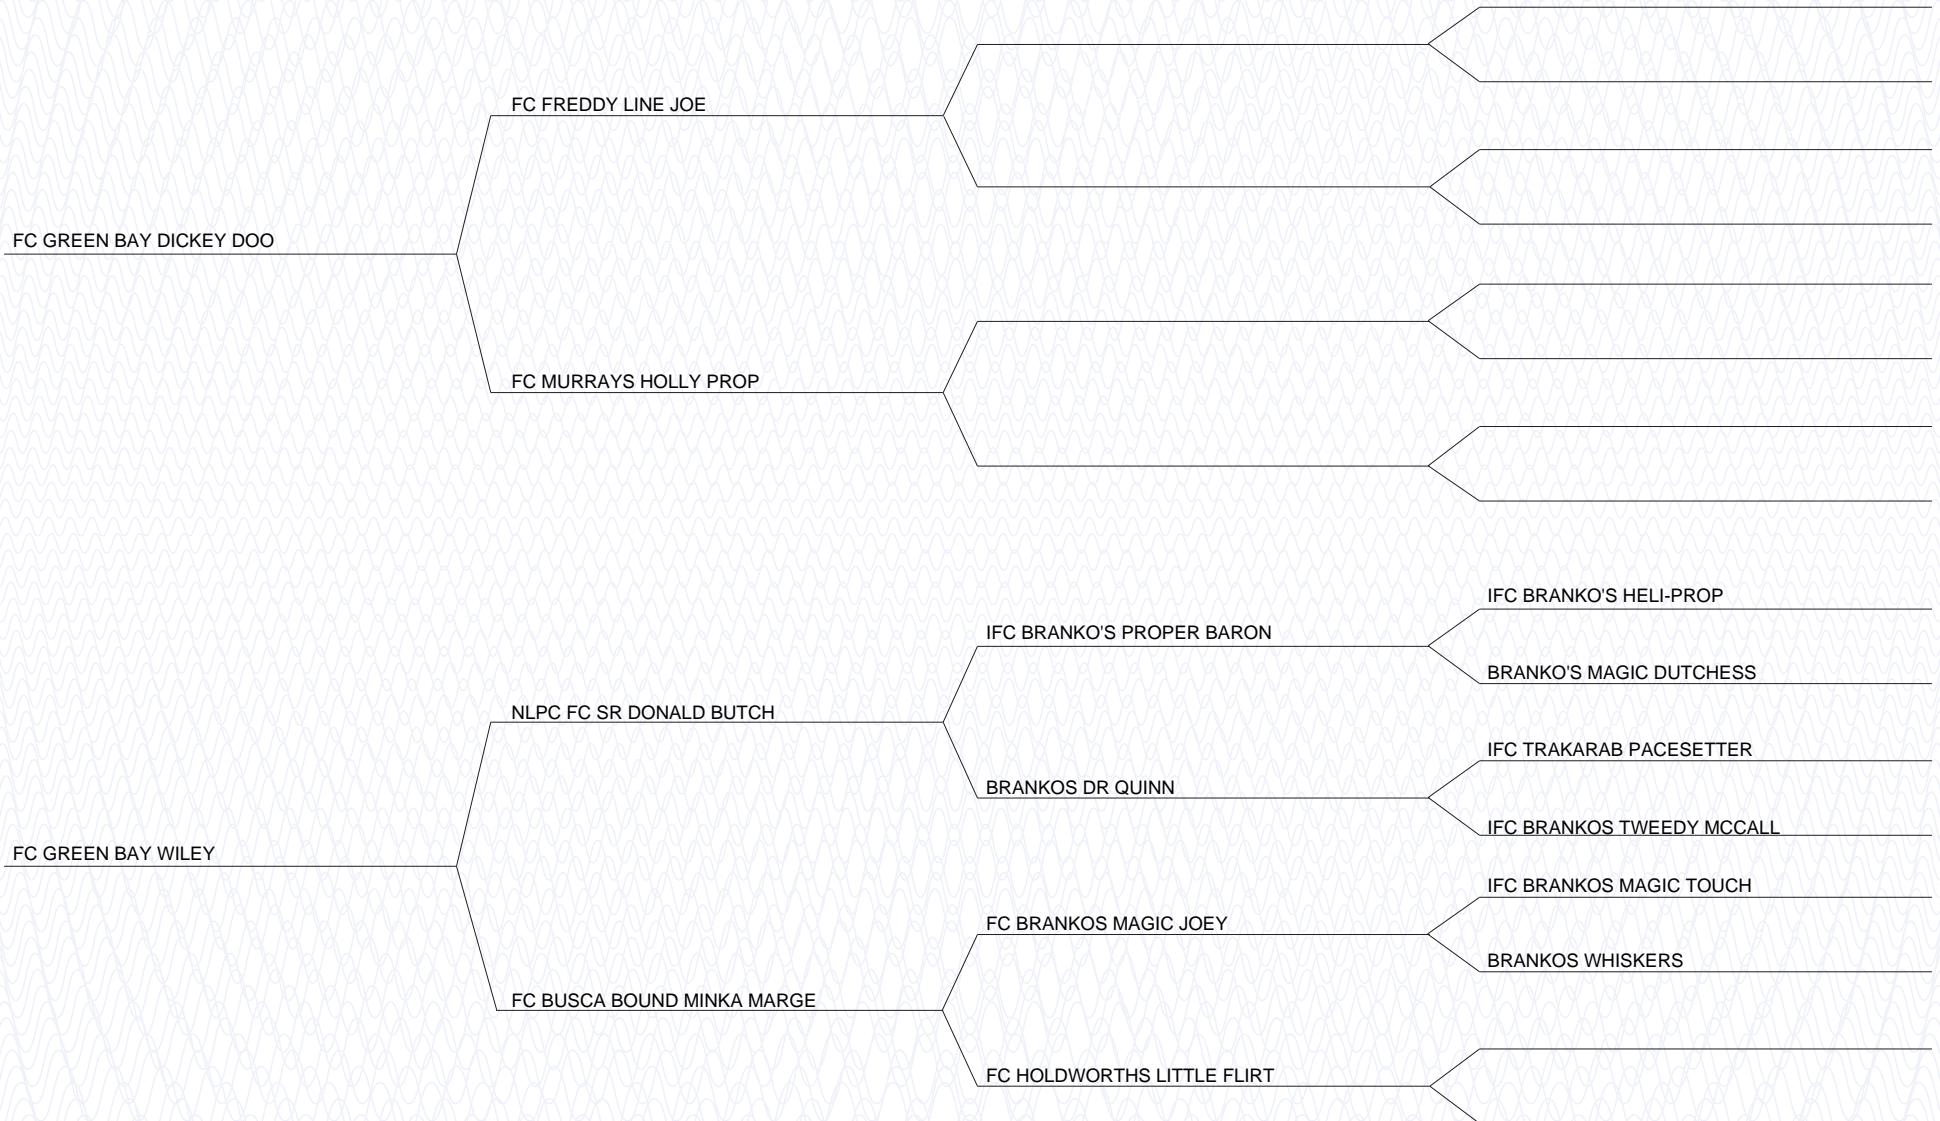 FC FREDDY LINE JOE
FC GREEN BAY DICKEY DOO
FC MURRAYS HOLLY PROP
IFC BRANKO'S HELI-PROP
IFC BRANKO'S PROPER BARON
BRANKO'S MAGIC DUTCHESS
NLPC FC SR DONALD BUTCH
IFC TRAKARAB PACESETTER
BRANKOS DR QUINN
IFC BRANKOS TWEEDY MCCALL
FC GREEN BAY WILEY
IFC BRANKOS MAGIC TOUCH
FC BRANKOS MAGIC JOEY
BRANKOS WHISKERS
FC BUSCA BOUND MINKA MARGE
FC HOLDWORTHS LITTLE FLIRT